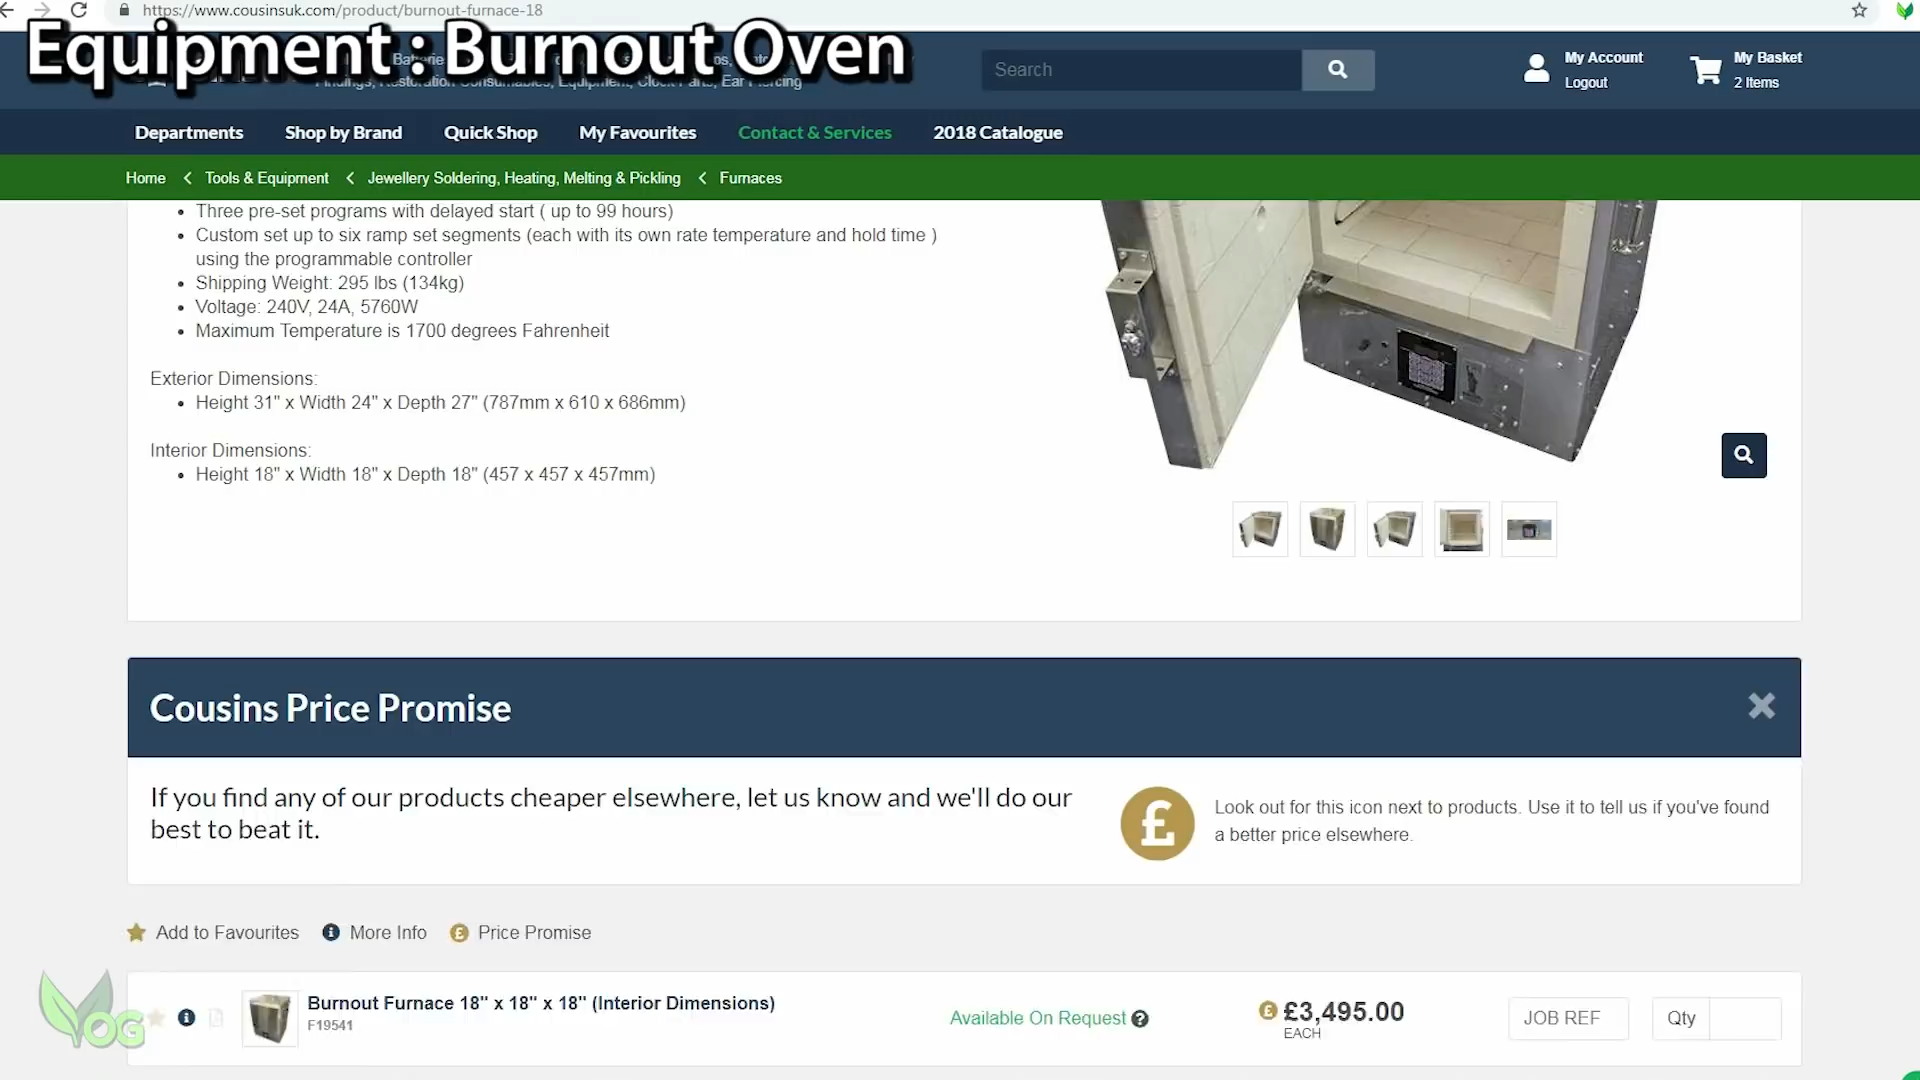 https://www.cousinsuk.com/product/burnout-furnace-18
Equipment : Burnout Oven
Findings, Restoration Consumables, Equipment, Clock Parts, Ear Piercing
Search
My Account
Logout
My Basket
2 Items
Departments
Shop by Brand
Quick Shop
My Favourites
Contact & Services
2018 Catalogue
Home
Tools & Equipment
Jewellery Soldering, Heating, Melting & Pickling
Furnaces
Three pre-set programs with delayed start ( up to 99 hours)
Custom set up to six ramp set segments (each with its own rate temperature and hold time )
using the programmable controller
Shipping Weight: 295 lbs (134kg)
Voltage: 240V, 24A, 5760W
Maximum Temperature is 1700 degrees Fahrenheit
Exterior Dimensions:
Height 31" x Width 24" x Depth 27" (787mm x 610 x 686mm)
Interior Dimensions:
Height 18" x Width 18" x Depth 18" (457 x 457 x 457mm)
Cousins Price Promise
If you find any of our products cheaper elsewhere, let us know and we'll do our
best to beat it.
£
Look out for this icon next to products. Use it to tell us if you've found
a better price elsewhere.
Add to Favourites
More Info
Price Promise
Burnout Furnace 18" x 18" x 18" (Interior Dimensions)
F19541
Available On Request
£3,495.00
EACH
JOB REF
Qty
YOG